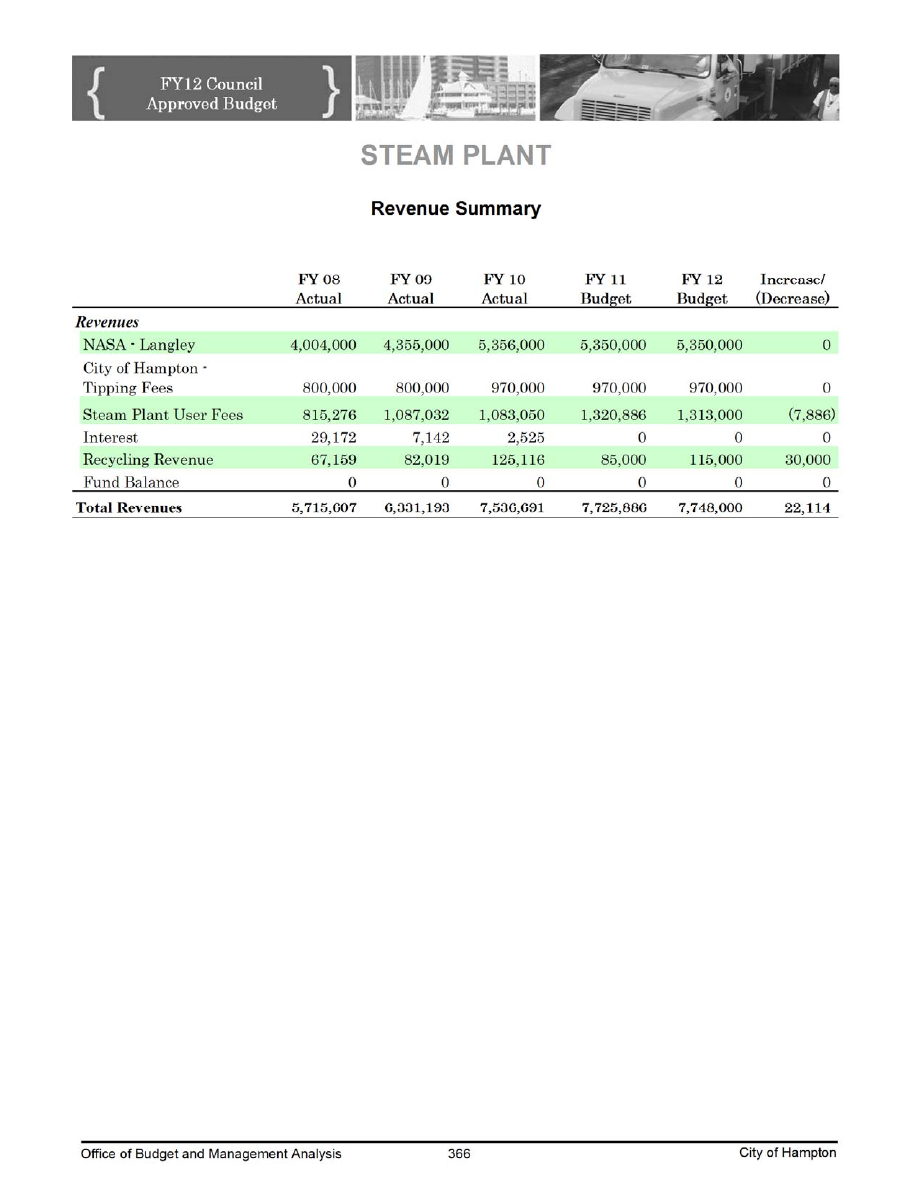 FY12 Council
Approved Budget
STEAM PLANT
Revenue Summary
FY 08 FY 09 FY 10 FY 11 FY 12 Increase/
Actual Actual Actual Budget Budget (Decrease)
Revenues
NASA - Langley 4,004,000 4,355,000 5,356,000 5,350,000 5,350,000 0
City of Hampton -
Tipping Fees 800,000 800,000 970,000 970,000 970,000 0
Steam Plant User Fees 815,276 1,087,032 1,083,050 1,320,886 1,313,000 (7,886)
Interest 29,172 7,142 2,525 0 0 0
Recycling Revenue 67,159 82,019 125,116 85,000 115,000 30,000
Fund Balance 0 0 0 0 0 0
Total Revenues 5,715,607 6,331,193 7,536,691 7,725,886 7,748,000 22,114
Office of Budget and Management Analysis 366 City of Hampton